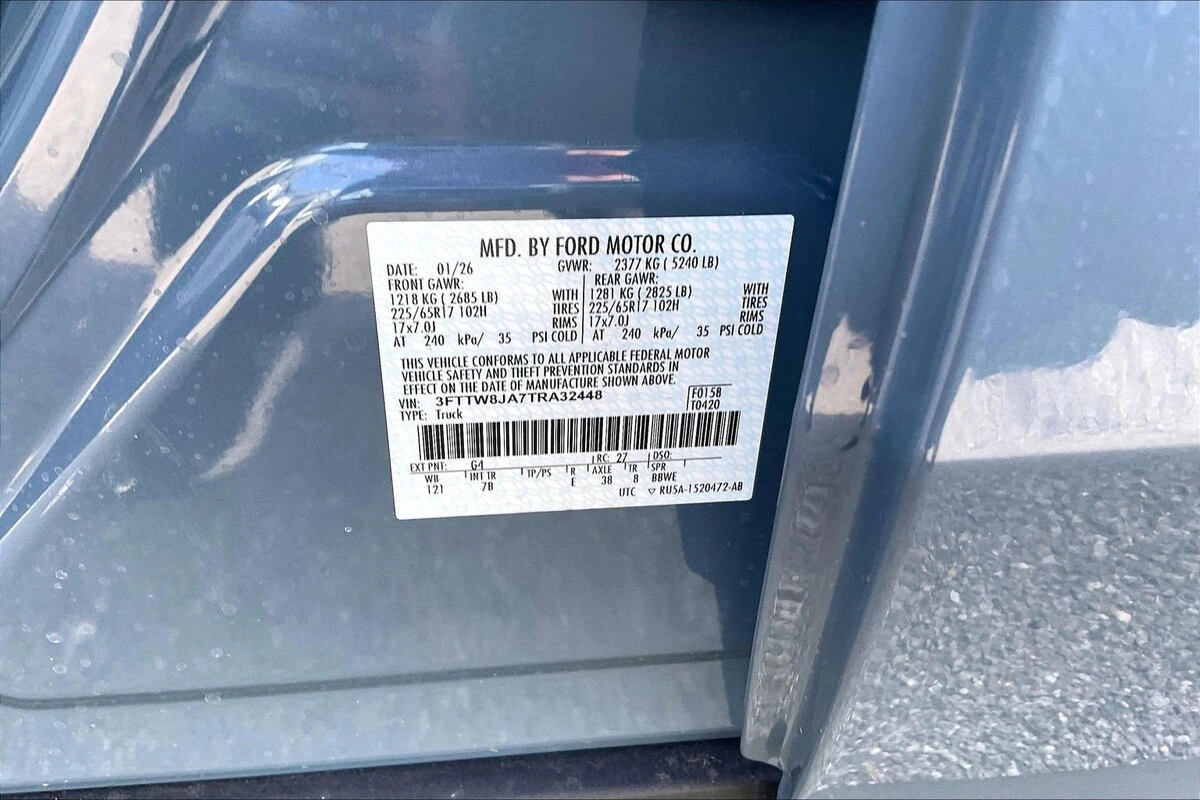 MFD. BY FORD MOTOR CO.
DATE: 01/26 GVWR: 2377 KG ( 5240 LB)
FRONT GAWR: REAR GAWR:
1218 KG ( 2685 LB) WITH 1281 KG ( 2825 LB) WITH
225/65R17 102H TIRES 225/65R17 102H TIRES
17x7.0J RIMS 17x7.0J RIMS
AT 240 kPa/ 35 PSI COLD AT 240 kPa/ 35 PSI COLD
THIS VEHICLE CONFORMS TO ALL APPLICABLE FEDERAL MOTOR
VEHICLE SAFETY AND THEFT PREVENTION STANDARDS IN
EFFECT ON THE DATE OF MANUFACTURE SHOWN ABOVE.
VIN: 3FTTW8JA7TRA32448 F0158
TYPE: Truck T0420
EXT PNT: G4 RC: 27 DSO:
WB INT TR TP/PS R AXLE TR SPR
121 7B E 38 8 BBWE
UTC ▽ RU5A-1520472-AB